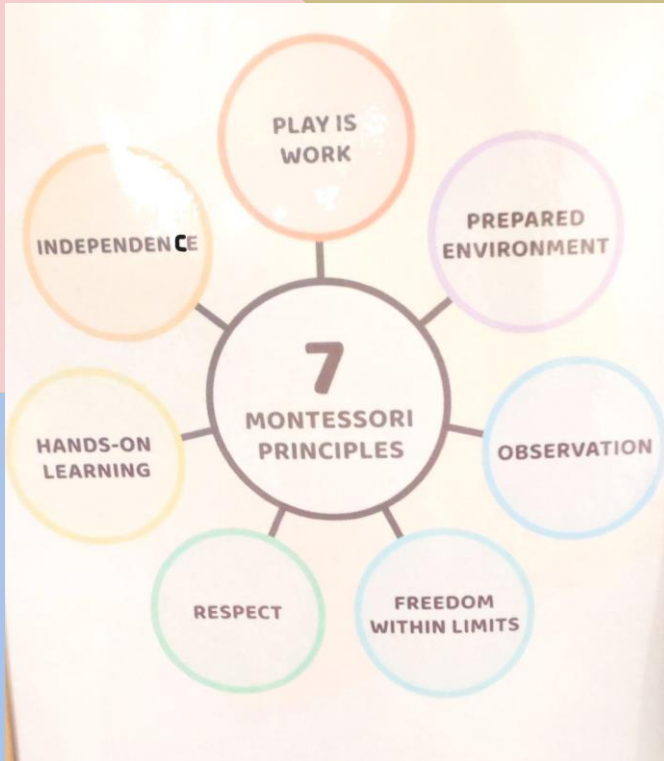 PLAY IS
WORK
PREPARED
ENVIRONMENT
OBSERVATION
FREEDOM
WITHIN LIMITS
RESPECT
HANDS-ON
LEARNING
INDEPENDENCE
7
MONTESSORI
PRINCIPLES